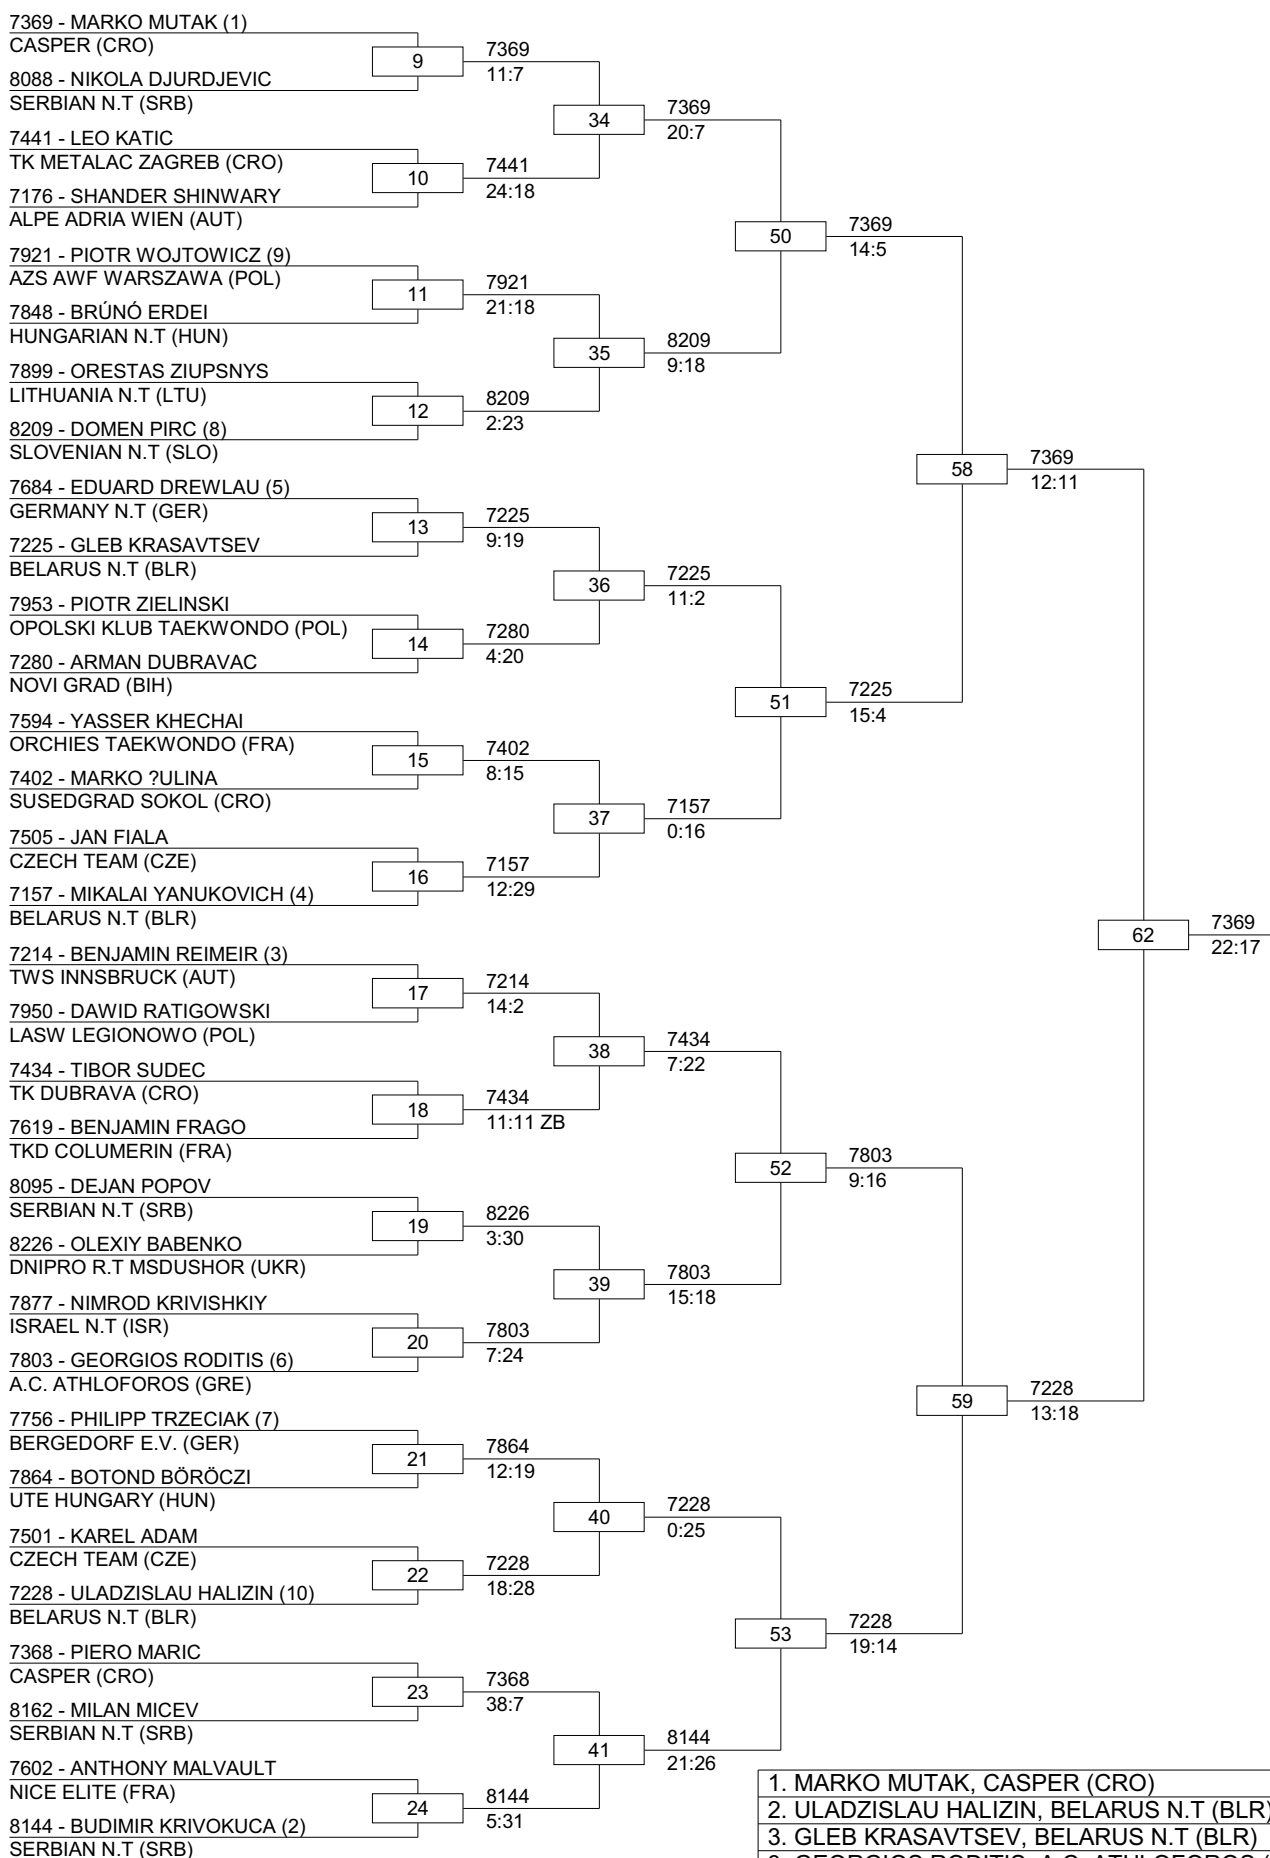 7369 - MARKO MUTAK (1)
CASPER (CRO)
9
7369
11:7
8088 - NIKOLA DJURDJEVIC
SERBIAN N.T (SRB)
34
7369
20:7
7441 - LEO KATIC
TK METALAC ZAGREB (CRO)
10
7441
24:18
7176 - SHANDER SHINWARY
ALPE ADRIA WIEN (AUT)
50
7369
14:5
7921 - PIOTR WOJTOWICZ (9)
AZS AWF WARSZAWA (POL)
11
7921
21:18
7848 - BRÚNÓ ERDEI
HUNGARIAN N.T (HUN)
35
8209
9:18
7899 - ORESTAS ZIUPSNYS
LITHUANIA N.T (LTU)
12
8209
2:23
8209 - DOMEN PIRC (8)
SLOVENIAN N.T (SLO)
58
7369
12:11
7684 - EDUARD DREWLAU (5)
GERMANY N.T (GER)
13
7225
9:19
7225 - GLEB KRASAVTSEV
BELARUS N.T (BLR)
36
7225
11:2
7953 - PIOTR ZIELINSKI
OPOLSKI KLUB TAEKWONDO (POL)
14
7280
4:20
7280 - ARMAN DUBRAVAC
NOVI GRAD (BIH)
51
7225
15:4
7594 - YASSER KHECHAI
ORCHIES TAEKWONDO (FRA)
15
7402
8:15
7402 - MARKO ?ULINA
SUSEDGRAD SOKOL (CRO)
37
7157
0:16
7505 - JAN FIALA
CZECH TEAM (CZE)
16
7157
12:29
7157 - MIKALAI YANUKOVICH (4)
BELARUS N.T (BLR)
62
7369
22:17
7214 - BENJAMIN REIMEIR (3)
TWS INNSBRUCK (AUT)
17
7214
14:2
7950 - DAWID RATIGOWSKI
LASW LEGIONOWO (POL)
38
7434
7:22
7434 - TIBOR SUDEC
TK DUBRAVA (CRO)
18
7434
11:11 ZB
7619 - BENJAMIN FRAGO
TKD COLUMERIN (FRA)
52
7803
9:16
8095 - DEJAN POPOV
SERBIAN N.T (SRB)
19
8226
3:30
8226 - OLEXIY BABENKO
DNIPRO R.T MSDUSHOR (UKR)
39
7803
15:18
7877 - NIMROD KRIVISHKIY
ISRAEL N.T (ISR)
20
7803
7:24
7803 - GEORGIOS RODITIS (6)
A.C. ATHLOFOROS (GRE)
59
7228
13:18
7756 - PHILIPP TRZECIAK (7)
BERGEDORF E.V. (GER)
21
7864
12:19
7864 - BOTOND BÖRÖCZI
UTE HUNGARY (HUN)
40
7228
0:25
7501 - KAREL ADAM
CZECH TEAM (CZE)
22
7228
18:28
7228 - ULADZISLAU HALIZIN (10)
BELARUS N.T (BLR)
53
7228
19:14
7368 - PIERO MARIC
CASPER (CRO)
23
7368
38:7
8162 - MILAN MICEV
SERBIAN N.T (SRB)
41
8144
21:26
7602 - ANTHONY MALVAULT
NICE ELITE (FRA)
24
8144
5:31
8144 - BUDIMIR KRIVOKUCA (2)
SERBIAN N.T (SRB)
1. MARKO MUTAK, CASPER (CRO)
2. ULADZISLAU HALIZIN, BELARUS N.T (BLR)
3. GLEB KRASAVTSEV, BELARUS N.T (BLR)
3. GEORGIOS RODITIS, A.C. ATHLOFOROS